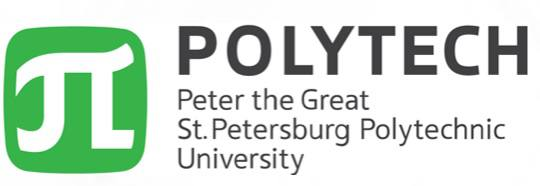 POLYTECH
Peter the Great
St.Petersburg Polytechnic
University